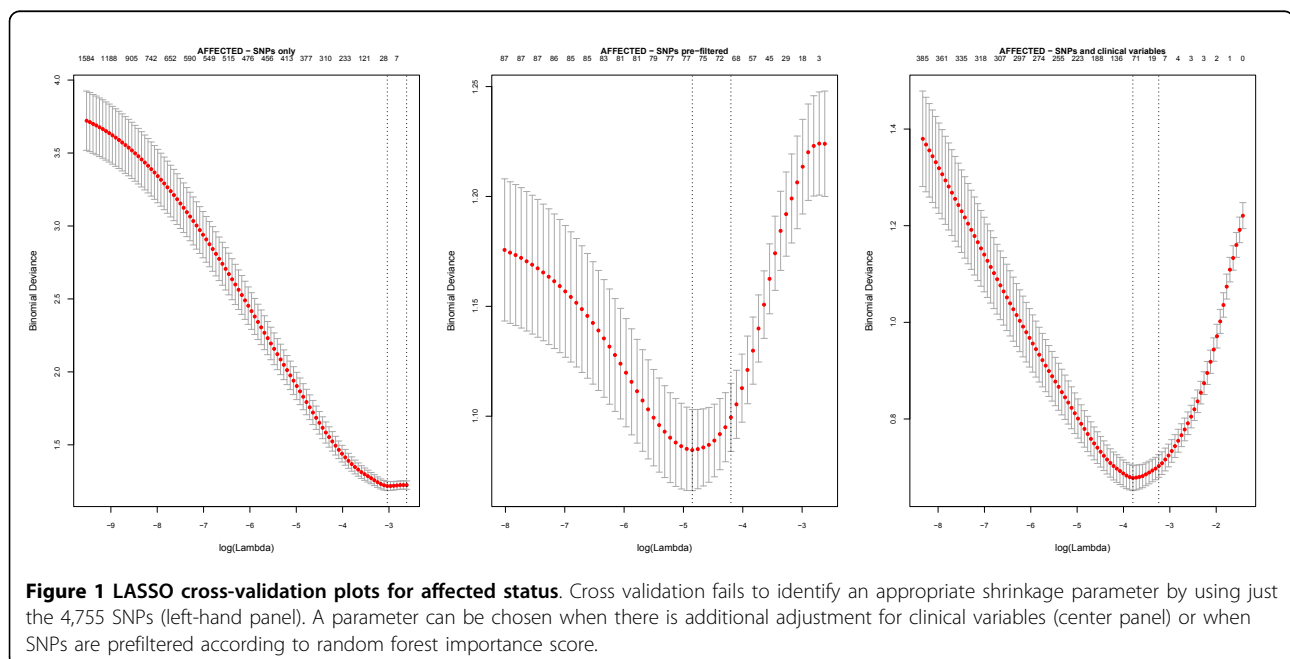 AFFECTED − SNPs only
1584 1188 905 742 652 590 549 515 476 456 413 377 310 233 121 28 7
4.0
3.5
3.0
2.5
2.0
1.5
Binomial Deviance
−9 −8 −7 −6 −5 −4 −3
log(Lambda)
AFFECTED − SNPs pre−filtered
87 87 87 86 85 85 83 81 81 79 77 77 75 72 68 57 45 29 18 3
1.25
1.20
1.15
1.10
Binomial Deviance
−8 −7 −6 −5 −4 −3
log(Lambda)
AFFECTED − SNPs and clinical variables
385 361 335 318 307 297 274 255 223 188 136 71 19 7 4 3 3 2 1 0
1.4
1.2
1.0
0.8
Binomial Deviance
−8 −7 −6 −5 −4 −3 −2
log(Lambda)
Figure 1 LASSO cross-validation plots for affected status. Cross validation fails to identify an appropriate shrinkage parameter by using just
the 4,755 SNPs (left-hand panel). A parameter can be chosen when there is additional adjustment for clinical variables (center panel) or when
SNPs are prefiltered according to random forest importance score.